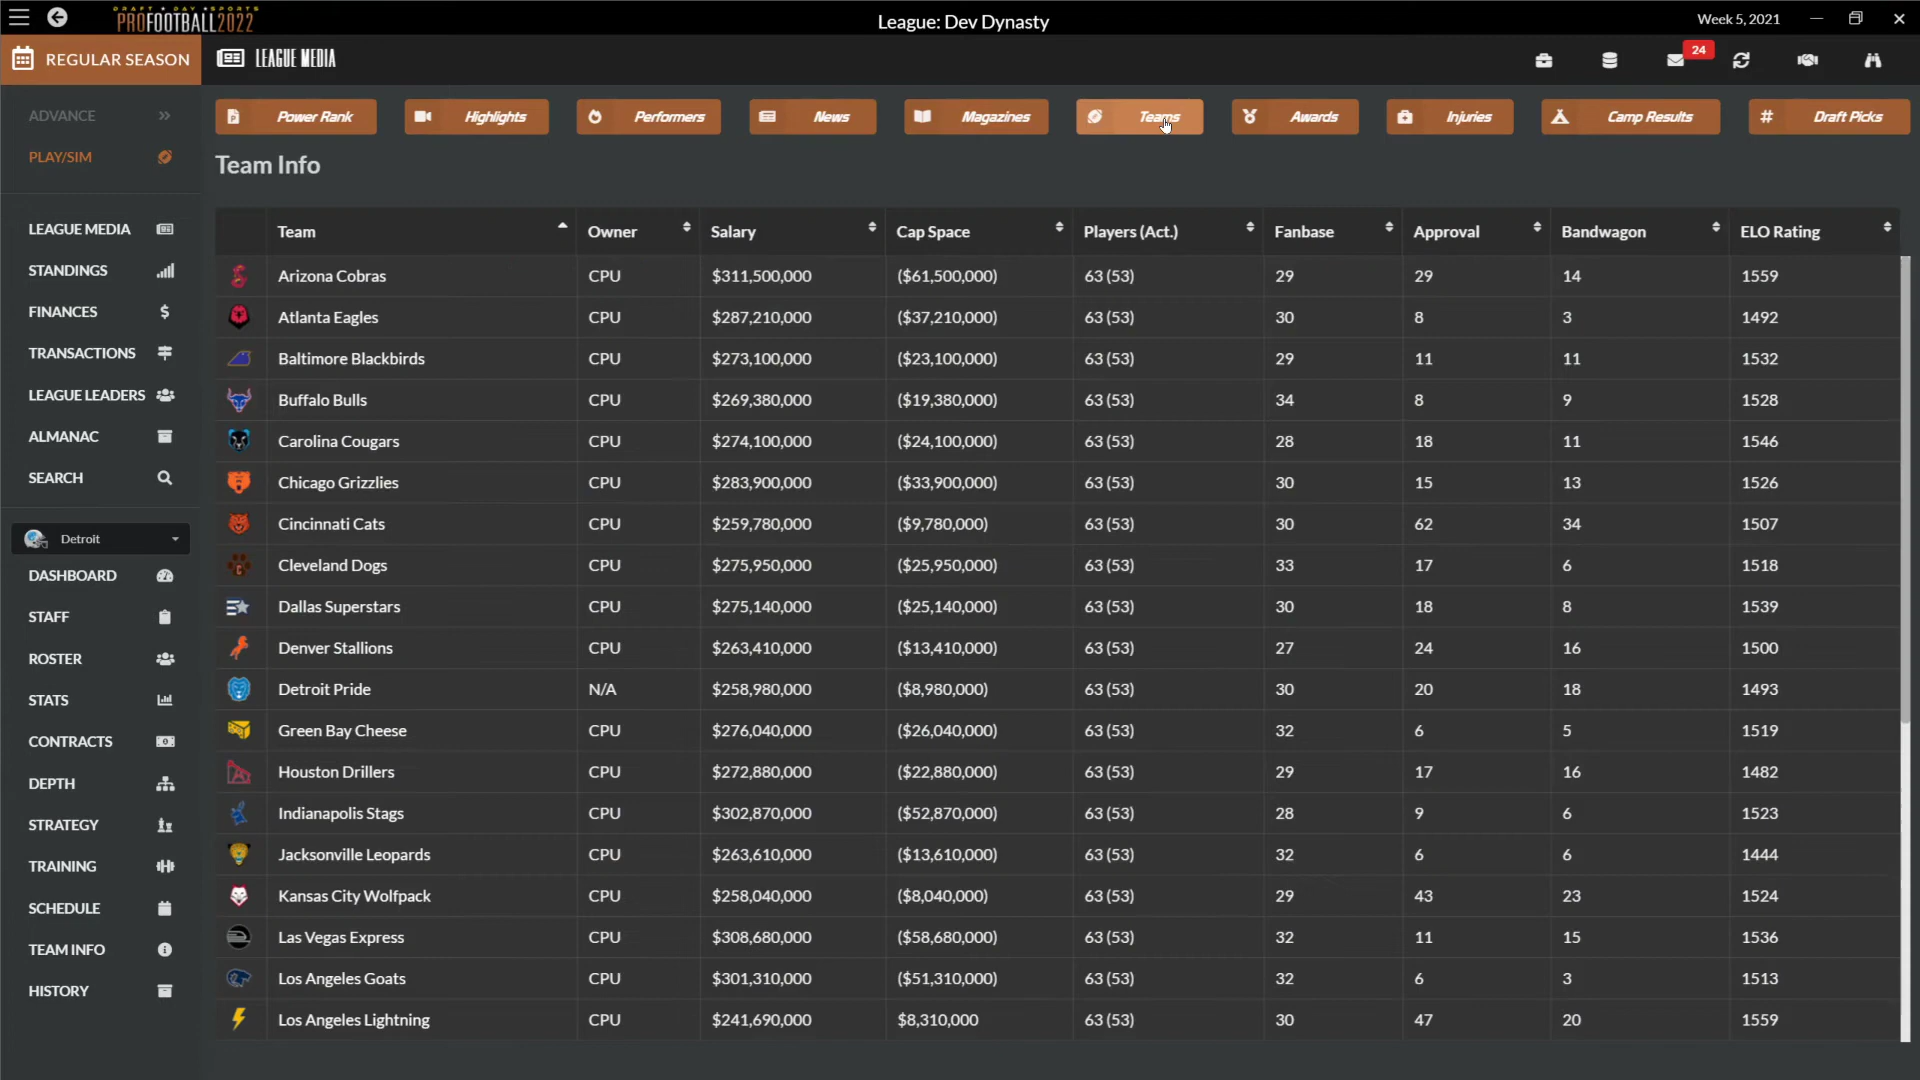 DRAFT DAY SPORTS
PROFOOTBALL2022
League: Dev Dynasty
Week 5, 2021
REGULAR SEASON
LEAGUE MEDIA
24
ADVANCE
PLAY/SIM
LEAGUE MEDIA
STANDINGS
FINANCES
TRANSACTIONS
LEAGUE LEADERS
ALMANAC
SEARCH
Detroit
DASHBOARD
STAFF
ROSTER
STATS
CONTRACTS
DEPTH
STRATEGY
TRAINING
SCHEDULE
TEAM INFO
HISTORY
Power Rank Highlights Performers News Magazines Teams Awards Injuries Camp Results Draft Picks
Team Info
Team Owner Salary Cap Space Players (Act.) Fanbase Approval Bandwagon ELO Rating
Arizona Cobras CPU $311,500,000 ($61,500,000) 63 (53) 29 29 14 1559
Atlanta Eagles CPU $287,210,000 ($37,210,000) 63 (53) 30 8 3 1492
Baltimore Blackbirds CPU $273,100,000 ($23,100,000) 63 (53) 29 11 11 1532
Buffalo Bulls CPU $269,380,000 ($19,380,000) 63 (53) 34 8 9 1528
Carolina Cougars CPU $274,100,000 ($24,100,000) 63 (53) 28 18 11 1546
Chicago Grizzlies CPU $283,900,000 ($33,900,000) 63 (53) 30 15 13 1526
Cincinnati Cats CPU $259,780,000 ($9,780,000) 63 (53) 30 62 34 1507
Cleveland Dogs CPU $275,950,000 ($25,950,000) 63 (53) 33 17 6 1518
Dallas Superstars CPU $275,140,000 ($25,140,000) 63 (53) 30 18 8 1539
Denver Stallions CPU $263,410,000 ($13,410,000) 63 (53) 27 24 16 1500
Detroit Pride N/A $258,980,000 ($8,980,000) 63 (53) 30 20 18 1493
Green Bay Cheese CPU $276,040,000 ($26,040,000) 63 (53) 32 6 5 1519
Houston Drillers CPU $272,880,000 ($22,880,000) 63 (53) 29 17 16 1482
Indianapolis Stags CPU $302,870,000 ($52,870,000) 63 (53) 28 9 6 1523
Jacksonville Leopards CPU $263,610,000 ($13,610,000) 63 (53) 32 6 6 1444
Kansas City Wolfpack CPU $258,040,000 ($8,040,000) 63 (53) 29 43 23 1524
Las Vegas Express CPU $308,680,000 ($58,680,000) 63 (53) 32 11 15 1536
Los Angeles Goats CPU $301,310,000 ($51,310,000) 63 (53) 32 6 3 1513
Los Angeles Lightning CPU $241,690,000 $8,310,000 63 (53) 30 47 20 1559